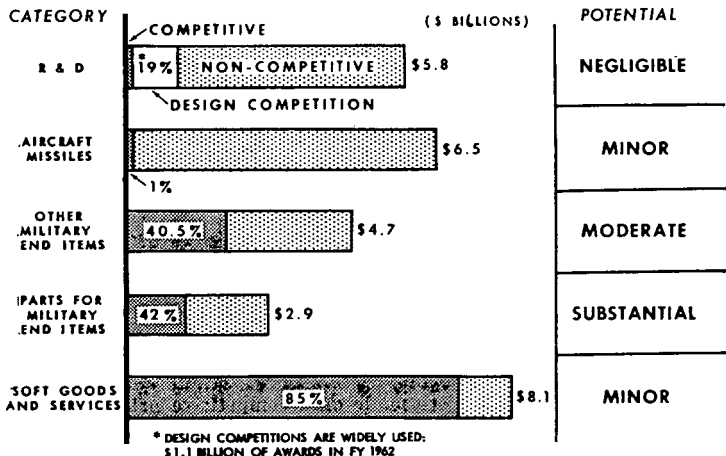 CATEGORY
($ BILLIONS)
POTENTIAL
COMPETITIVE
R & D
*
19%
NON-COMPETITIVE
$5.8
NEGLIGIBLE
DESIGN COMPETITION
AIRCRAFT
MISSILES
$6.5
MINOR
1%
OTHER
MILITARY
END ITEMS
40.5%
$4.7
MODERATE
PARTS FOR
MILITARY
END ITEMS
42%
$2.9
SUBSTANTIAL
SOFT GOODS
AND SERVICES
85%
$8.1
MINOR
* DESIGN COMPETITIONS ARE WIDELY USED:
$1.1 BILLION OF AWARDS IN FY 1962